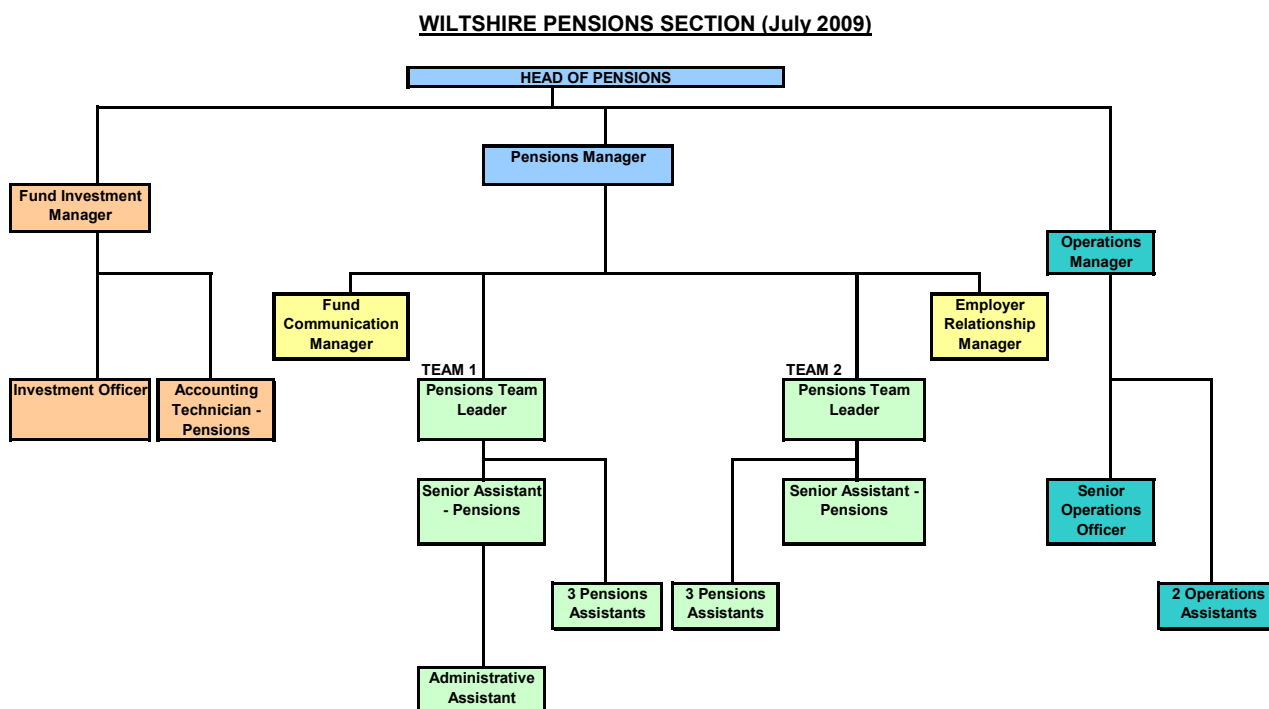 WILTSHIRE PENSIONS SECTION (July 2009)
HEAD OF PENSIONS
Pensions Manager
Fund Investment
Manager
Operations
Manager
Fund
Communication
Manager
Employer
Relationship
Manager
Investment Officer
Accounting
Technician -
Pensions
TEAM 1
Pensions Team
Leader
TEAM 2
Pensions Team
Leader
Senior Assistant
- Pensions
Senior Assistant -
Pensions
Senior
Operations
Officer
3 Pensions
Assistants
3 Pensions
Assistants
2 Operations
Assistants
Administrative
Assistant